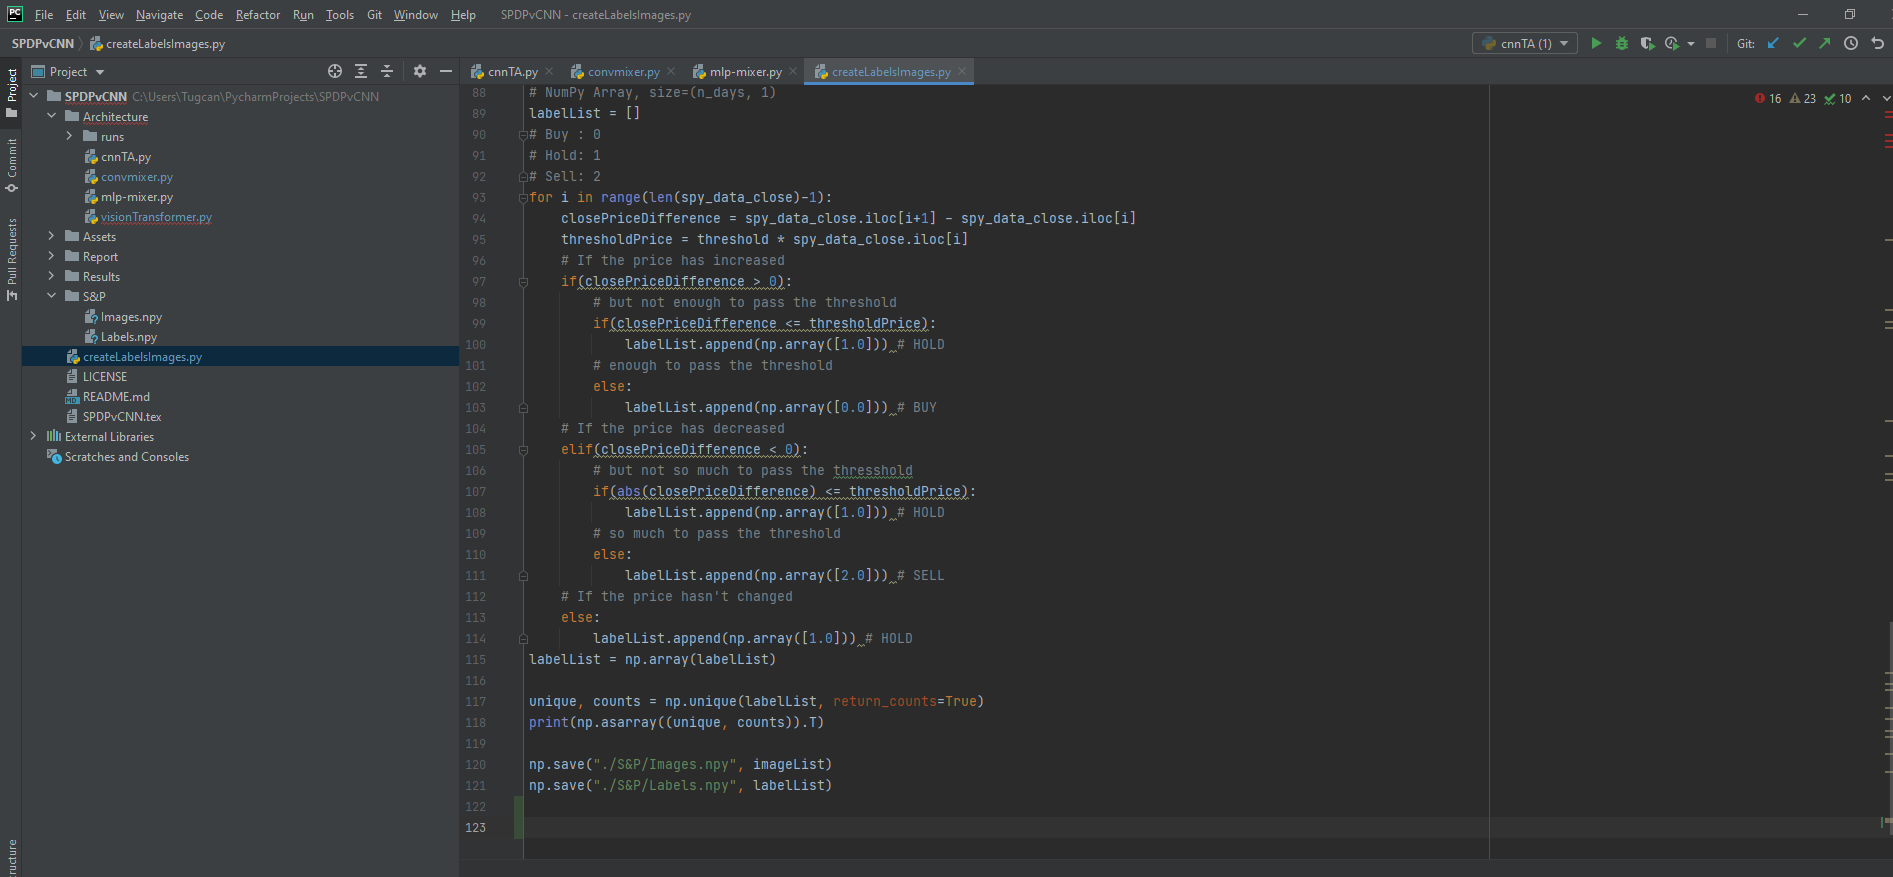 PC File Edit View Navigate Code Refactor Run Tools Git Window Help SPDPvCNN - createLabelsImages.py
SPDPvCNN createLabelsImages.py cnnTA (1) Git:
Project cnnTA.py convmixer.py mlp-mixer.py createLabelsImages.py
Project
Commit
Pull Requests
ructure
SPDPvCNN C:\Users\Tugcan\PycharmProjects\SPDPvCNN
Architecture
runs
cnnTA.py
convmixer.py
mlp-mixer.py
visionTransformer.py
Assets
Report
Results
S&P
Images.npy
Labels.npy
createLabelsImages.py
LICENSE
README.md
SPDPvCNN.tex
External Libraries
Scratches and Consoles
16 23 10
88 # NumPy Array, size=(n_days, 1)
89 labelList = []
90 # Buy : 0
91 # Hold: 1
92 # Sell: 2
93 for i in range(len(spy_data_close)-1):
94 closePriceDifference = spy_data_close.iloc[i+1] - spy_data_close.iloc[i]
95 thresholdPrice = threshold * spy_data_close.iloc[i]
96 # If the price has increased
97 if(closePriceDifference > 0):
98 # but not enough to pass the threshold
99 if(closePriceDifference <= thresholdPrice):
100 labelList.append(np.array([1.0])) # HOLD
101 # enough to pass the threshold
102 else:
103 labelList.append(np.array([0.0])) # BUY
104 # If the price has decreased
105 elif(closePriceDifference < 0):
106 # but not so much to pass the thresshold
107 if(abs(closePriceDifference) <= thresholdPrice):
108 labelList.append(np.array([1.0])) # HOLD
109 # so much to pass the threshold
110 else:
111 labelList.append(np.array([2.0])) # SELL
112 # If the price hasn't changed
113 else:
114 labelList.append(np.array([1.0])) # HOLD
115 labelList = np.array(labelList)
116
117 unique, counts = np.unique(labelList, return_counts=True)
118 print(np.asarray((unique, counts)).T)
119
120 np.save("./S&P/Images.npy", imageList)
121 np.save("./S&P/Labels.npy", labelList)
122
123